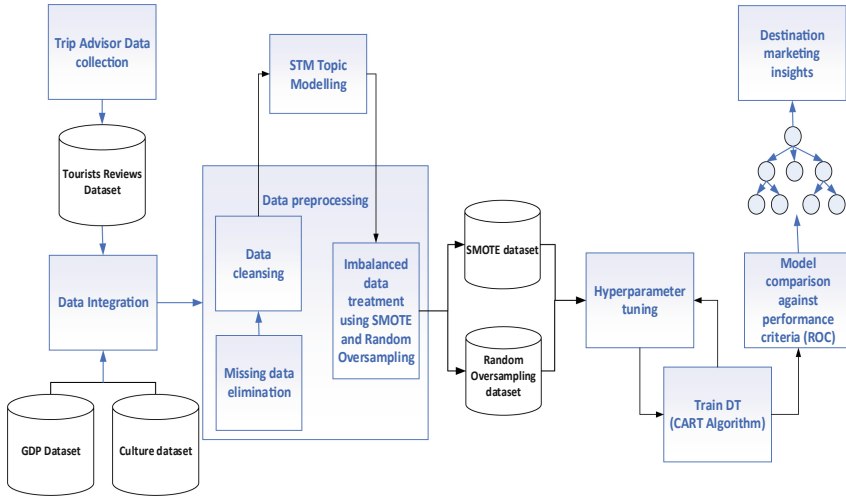 Trip Advisor Data
collection
Tourists Reviews
Dataset
Data Integration
GDP Dataset
Culture dataset
STM Topic
Modelling
Data preprocessing
Data
cleansing
Missing data
elimination
Imbalanced
data
treatment
using SMOTE
and Random
Oversampling
SMOTE dataset
Random
Oversampling
dataset
Hyperparameter
tuning
Train DT
(CART Algorithm)
Model
comparison
against
performance
criteria (ROC)
Destination
marketing
insights